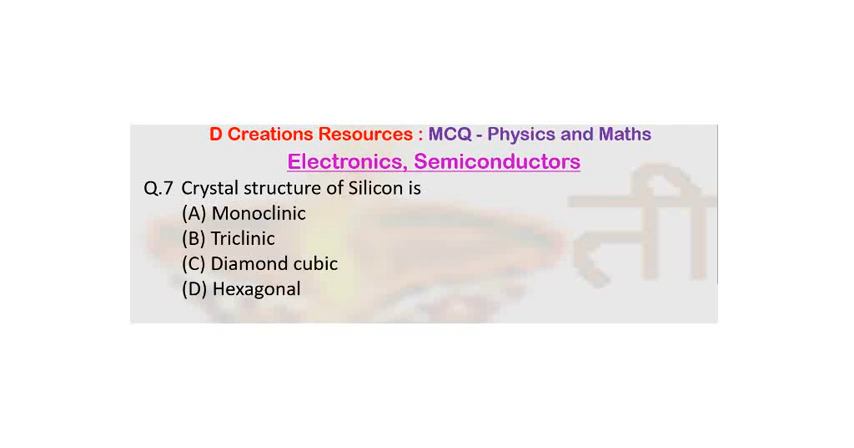 D Creations Resources : MCQ - Physics and Maths
Electronics, Semiconductors
Q.7 Crystal structure of Silicon is
(A) Monoclinic
(B) Triclinic
(C) Diamond cubic
(D) Hexagonal
ती